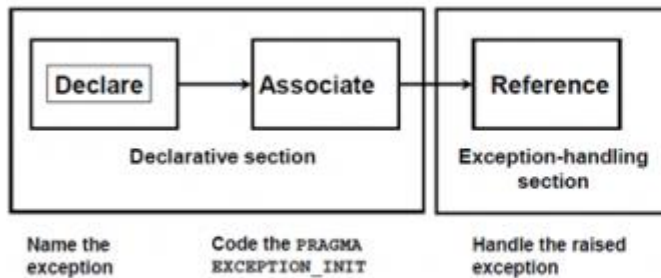 Declare
Associate
Reference
Declarative section
Exception-handling
section
Name the
exception
Code the PRAGMA
EXCEPTION_INIT
Handle the raised
exception